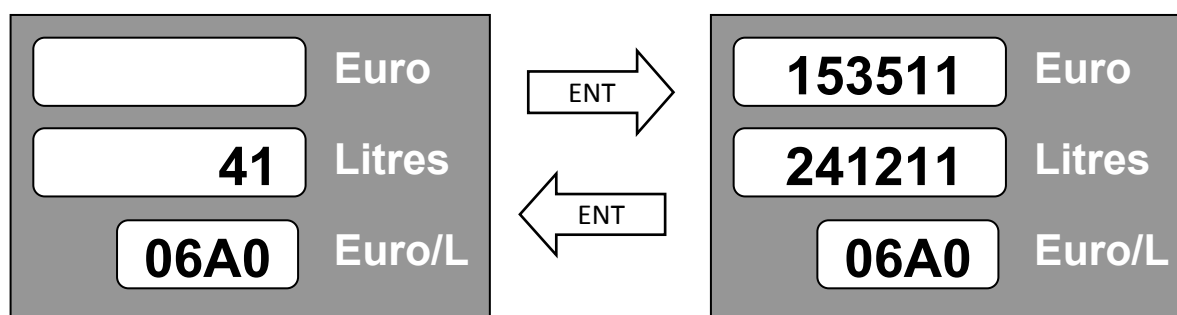 Euro
41 Litres
06A0 Euro/L
ENT
ENT
153511 Euro
241211 Litres
06A0 Euro/L